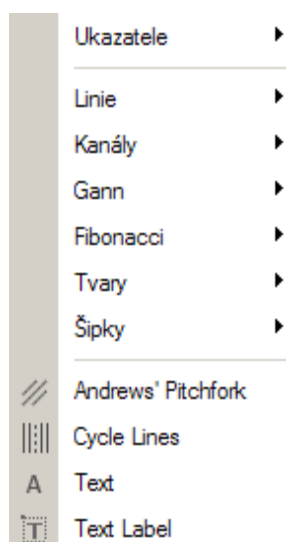 Ukazatele
Linie
Kanály
Gann
Fibonacci
Tvary
Šipky
Andrews' Pitchfork
Cycle Lines
A Text
T Text Label